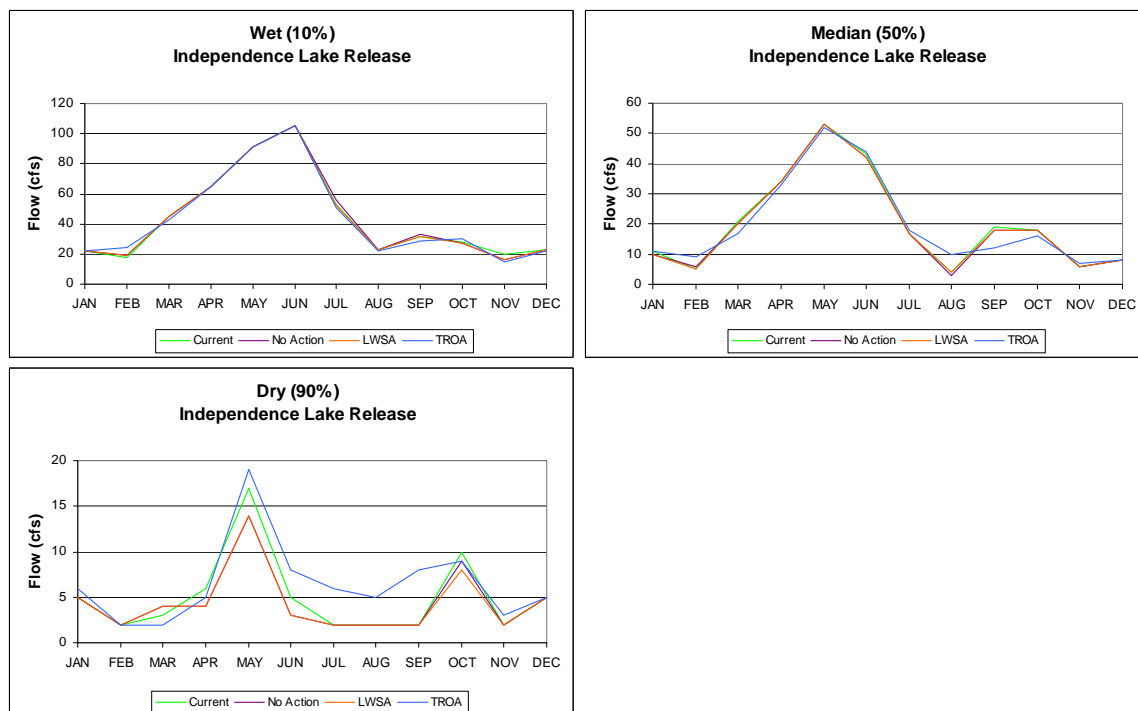 Wet (10%)
Independence Lake Release
Flow (cfs)
120
100
80
60
40
20
0
JAN FEB MAR APR MAY JUN JUL AUG SEP OCT NOV DEC
Current No Action LWSA TROA
Median (50%)
Independence Lake Release
Flow (cfs)
60
50
40
30
20
10
0
JAN FEB MAR APR MAY JUN JUL AUG SEP OCT NOV DEC
Current No Action LWSA TROA
Dry (90%)
Independence Lake Release
Flow (cfs)
20
15
10
5
0
JAN FEB MAR APR MAY JUN JUL AUG SEP OCT NOV DEC
Current No Action LWSA TROA